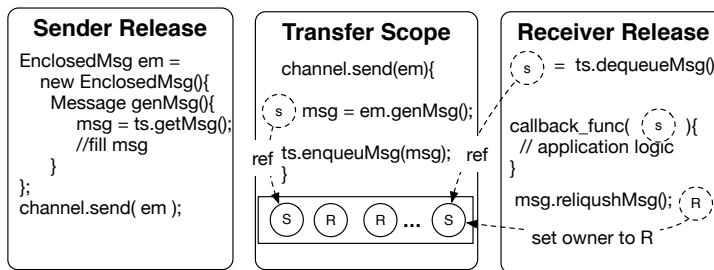 Sender Release
EnclosedMsg em =
new EnclosedMsg(){
Message genMsg(){
msg = ts.getMsg();
//fill msg
}
};
channel.send( em );
Transfer Scope
channel.send(em){
s msg = em.genMsg();
ref
ts.enqueuMsg(msg);
}
S R R ... S
Receiver Release
s = ts.dequeueMsg()
ref
callback_func( s ){
// application logic
}
msg.reliqushMsg(); R
set owner to R